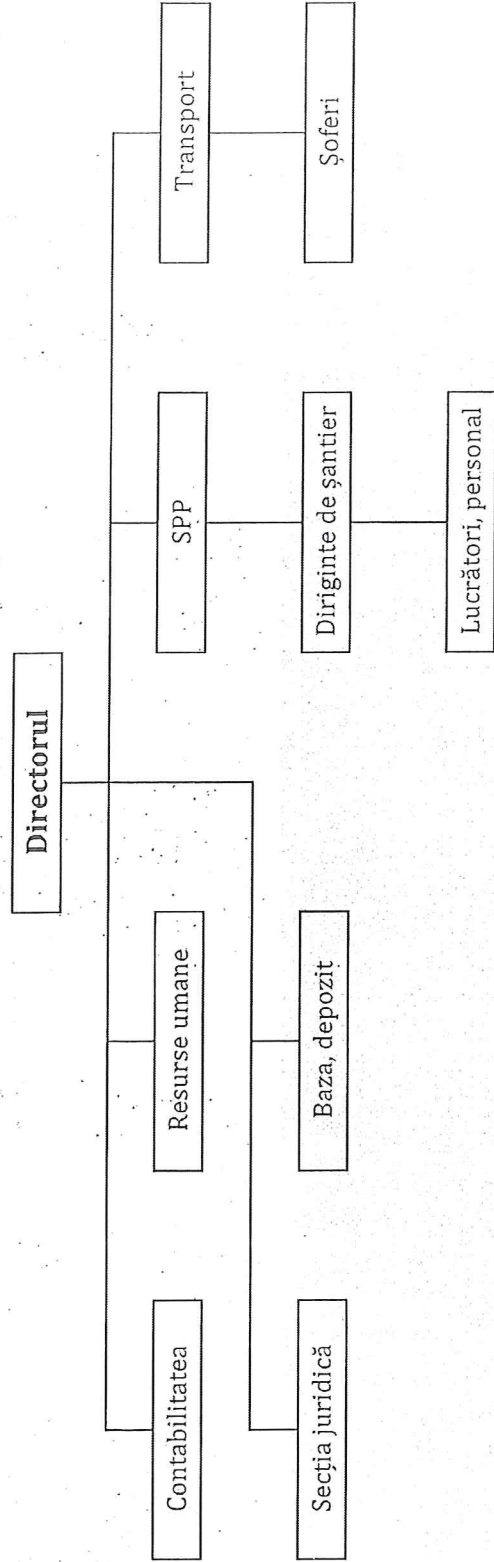 Directorul
Contabilitatea
Resurse umane
SPP
Transport
Secția juridică
Baza, depozit
Diriginte de șantier
Șoferi
Lucrători, personal